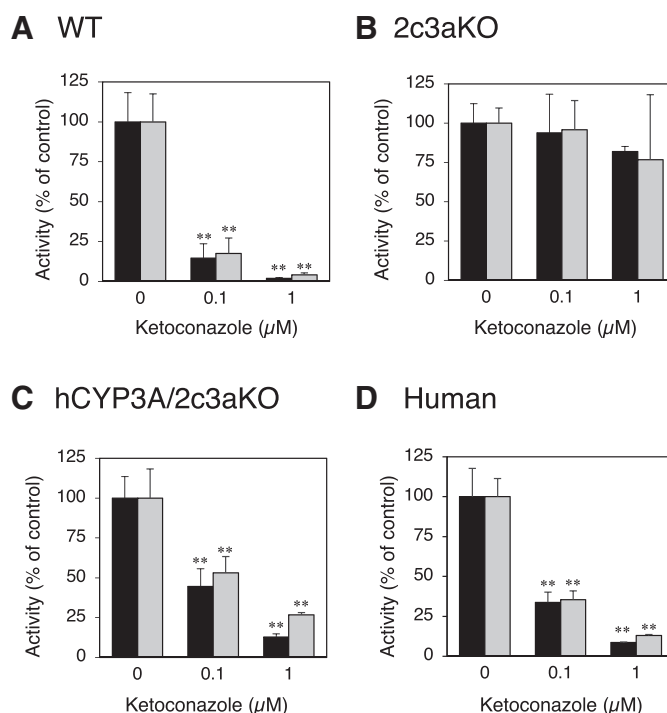 A WT
125
100
75
50
25
0
Activity (% of control)
** **
** **
0 0.1 1
Ketoconazole (µM)
B 2c3aKO
125
100
75
50
25
0
Activity (% of control)
0 0.1 1
Ketoconazole (µM)
C hCYP3A/2c3aKO
125
100
75
50
25
0
Activity (% of control)
** **
** **
0 0.1 1
Ketoconazole (µM)
D Human
125
100
75
50
25
0
Activity (% of control)
** **
** **
0 0.1 1
Ketoconazole (µM)